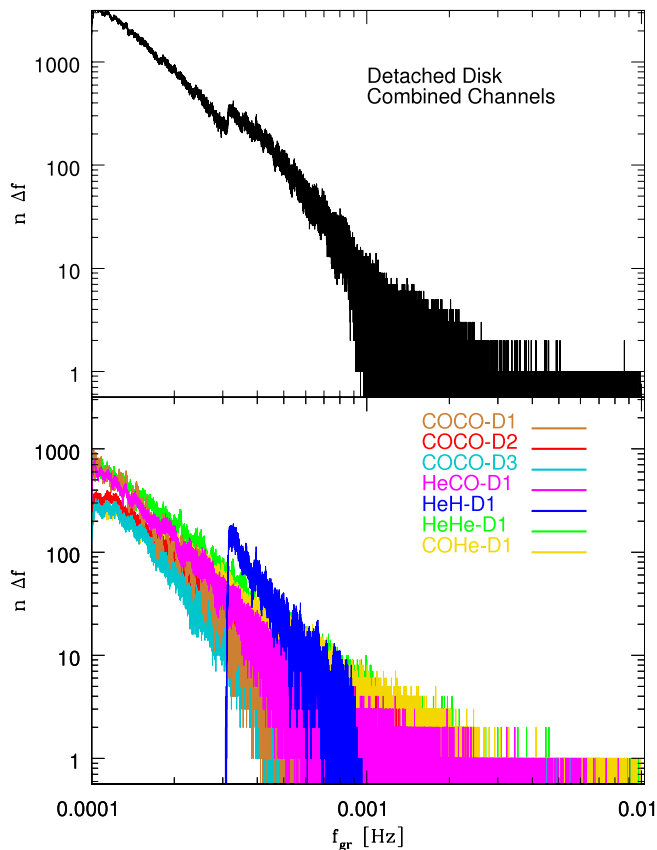 1000
100
10
1
n Δf
Detached Disk
Combined Channels
1000
100
10
1
n Δf
COCO-D1
COCO-D2
COCO-D3
HeCO-D1
HeH-D1
HeHe-D1
COHe-D1
0.0001
0.001
0.01
f_gr [Hz]